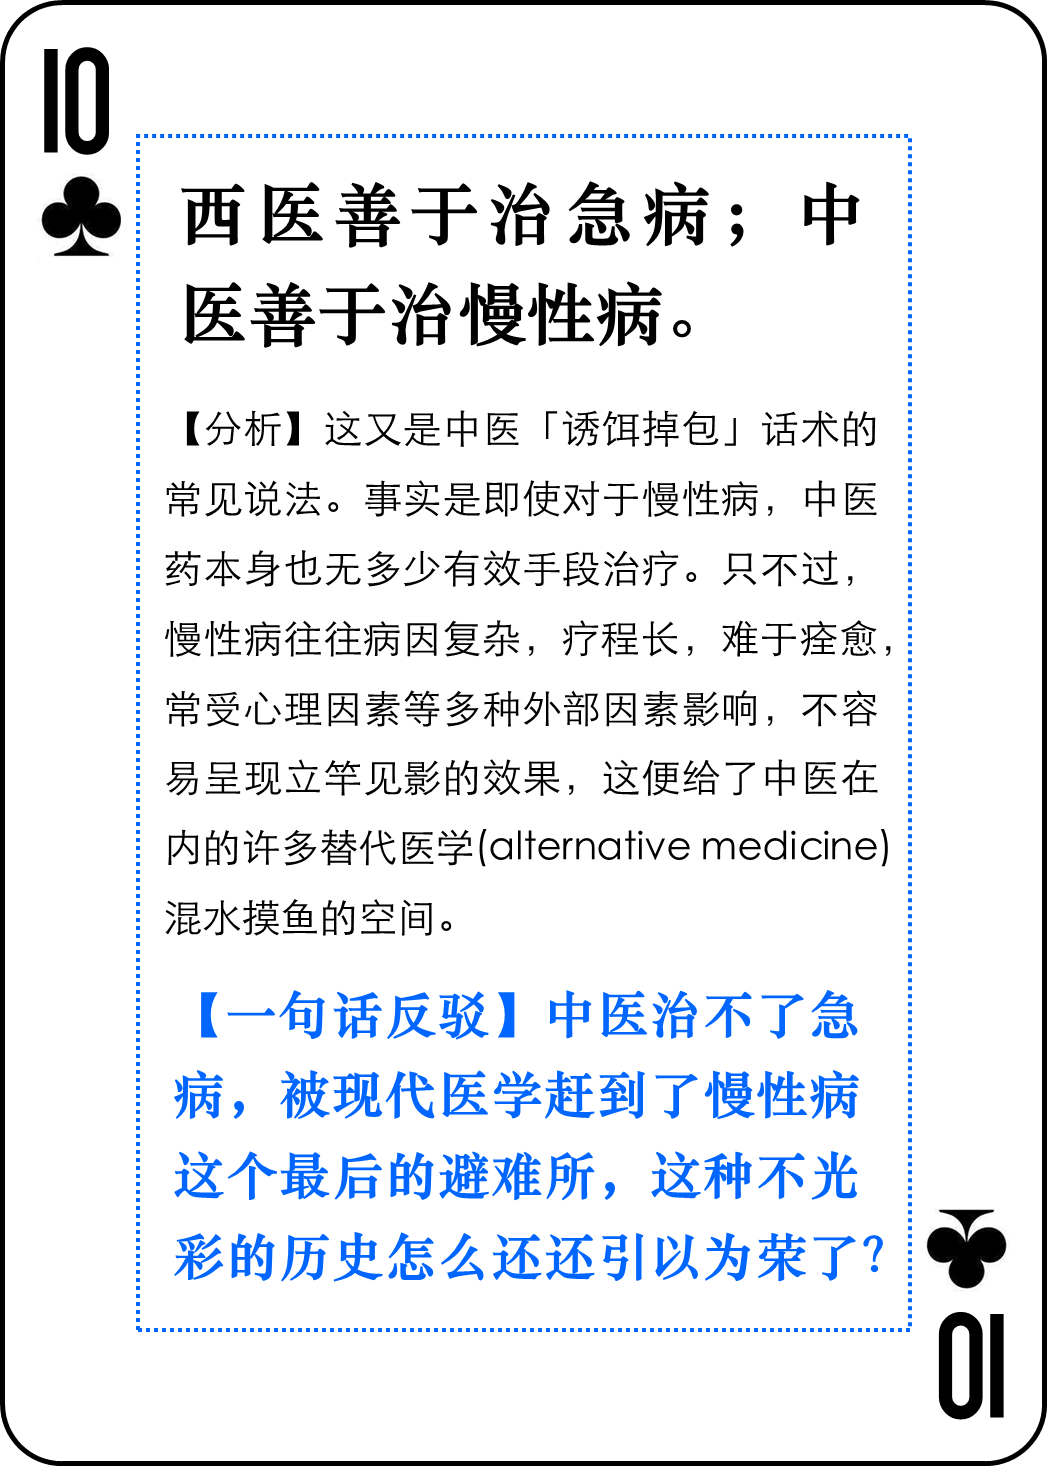 10
西医善于治急病；中
医善于治慢性病。
【分析】这又是中医「诱饵掉包」话术的
常见说法。事实是即使对于慢性病，中医
药本身也无多少有效手段治疗。只不过，
慢性病往往病因复杂，疗程长，难于痊愈，
常受心理因素等多种外部因素影响，不容
易呈现立竿见影的效果，这便给了中医在
内的许多替代医学(alternative medicine)
混水摸鱼的空间。
【一句话反驳】中医治不了急
病，被现代医学赶到了慢性病
这个最后的避难所，这种不光
彩的历史怎么还还引以为荣了？
10